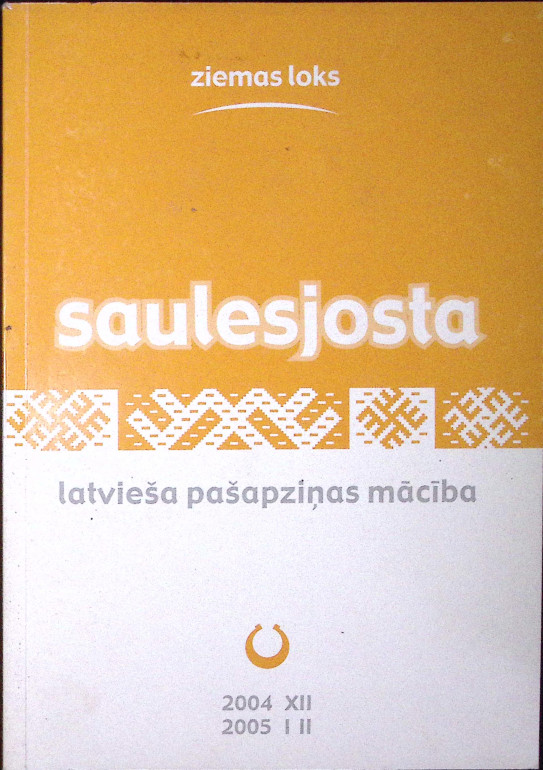 ziemas loks
saulesjosta
latvieša pašapziņas mācība
2004 XII
2005 I II